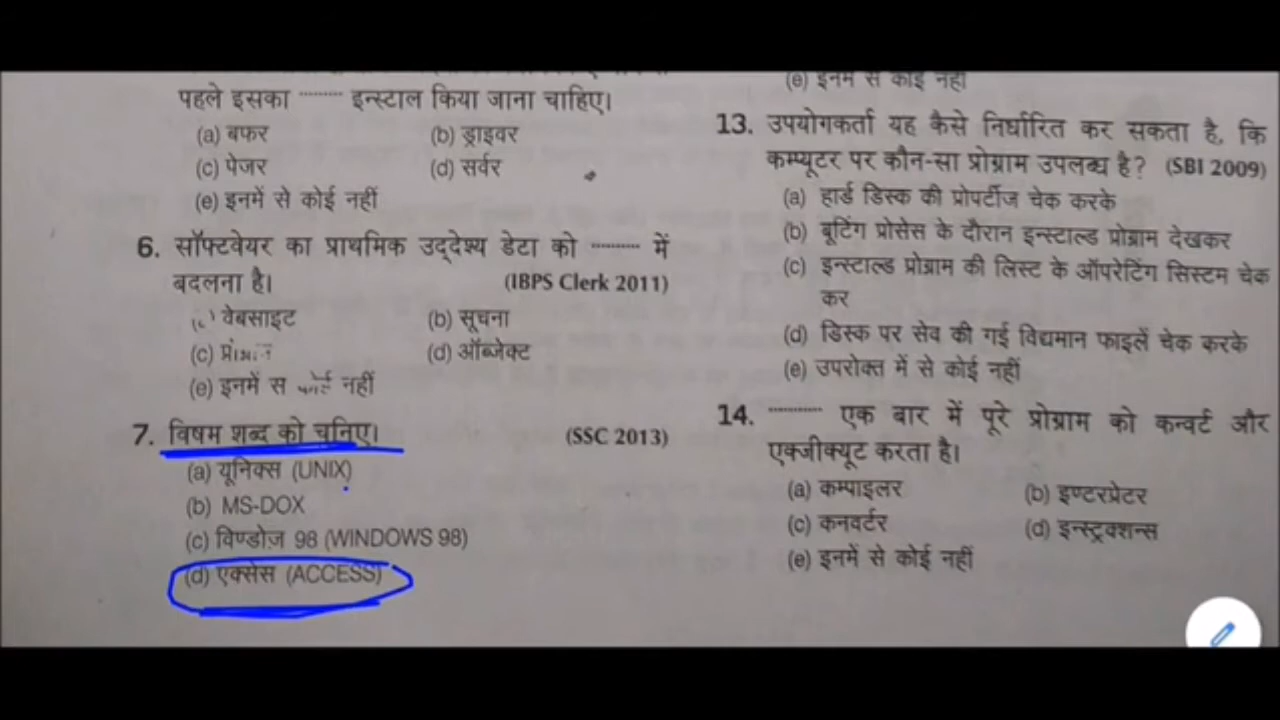 पहले इसका ............ इन्स्टाल किया जाना चाहिए।
(a) बफर
(b) ड्राइवर
(c) पेजर
(d) सर्वर
(e) इनमें से कोई नहीं
6. सॉफ्टवेयर का प्राथमिक उद्देश्य डेटा को ............ में
बदलना है।
(IBPS Clerk 2011)
वेबसाइट
(b) सूचना
(c)
(d) ऑब्जेक्ट
(e) इनमें स कोई नहीं
7. विषम शब्द को चुनिए।
(SSC 2013)
(a) यूनिक्स (UNIX)
(b) MS-DOX
(c) विण्डोज़ 98 (WINDOWS 98)
(d) एक्सेस (ACCESS)
(e) इनमें से कोई नहीं
13. उपयोगकर्ता यह कैसे निर्धारित कर सकता है, कि
कम्प्यूटर पर कौन-सा प्रोग्राम उपलब्ध है? (SBI 2009)
(a) हार्ड डिस्क की प्रोपर्टीज चेक करके
(b) बूटिंग प्रोसेस के दौरान इन्स्टाल्ड प्रोग्राम देखकर
(c) इन्स्टाल्ड प्रोग्राम की लिस्ट के ऑपरेटिंग सिस्टम चेक
कर
(d) डिस्क पर सेव की गई विद्यमान फाइलें चेक करके
(e) उपरोक्त में से कोई नहीं
14. ............ एक बार में पूरे प्रोग्राम को कन्वर्ट और
एक्जीक्यूट करता है।
(a) कम्पाइलर
(b) इण्टरप्रेटर
(c) कनवर्टर
(d) इन्स्ट्रक्शन्स
(e) इनमें से कोई नहीं